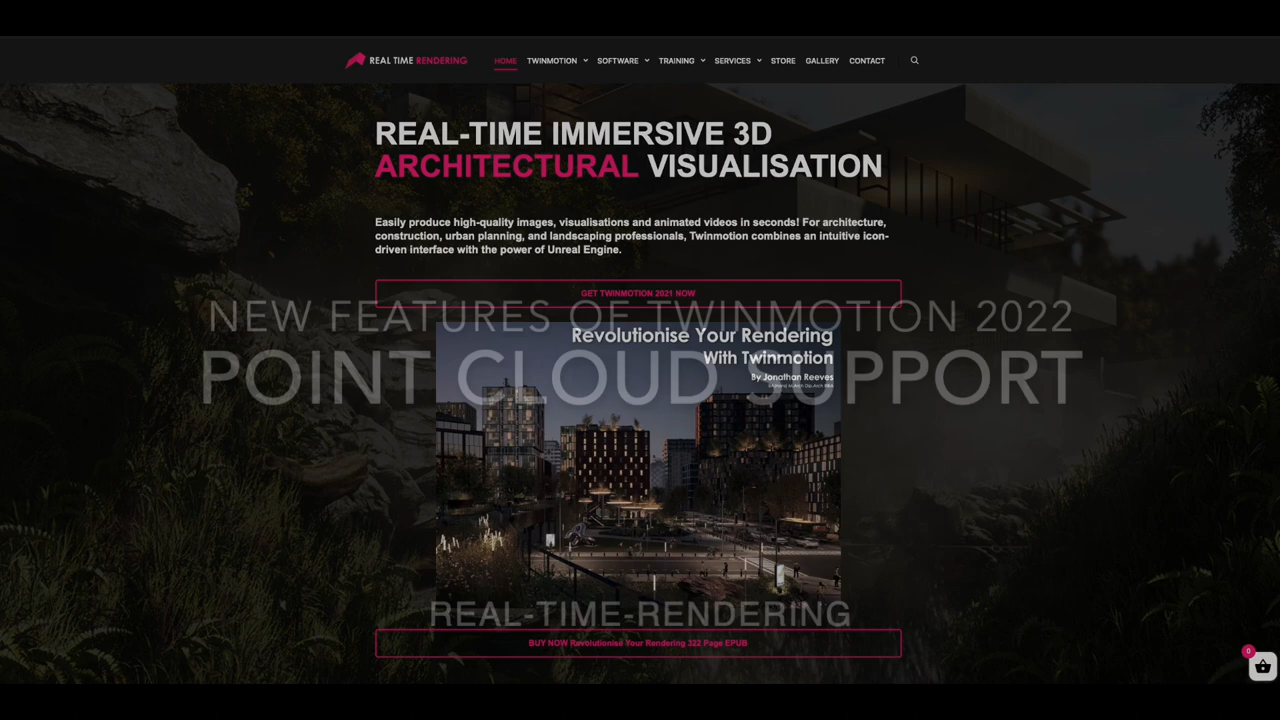 REAL TIME RENDERING
HOME TWINMOTION SOFTWARE TRAINING SERVICES STORE GALLERY CONTACT
REAL-TIME IMMERSIVE 3D
ARCHITECTURAL VISUALISATION
Easily produce high-quality images, visualisations and animated videos in seconds! For architecture,
construction, urban planning, and landscaping professionals, Twinmotion combines an intuitive icon-
driven interface with the power of Unreal Engine.
GET TWINMOTION 2021 NOW
NEW FEATURES OF TWINMOTION 2022
Revolutionise Your Rendering
With Twinmotion
POINT CLOUD SUPPORT
By Jonathan Reeves
REAL-TIME-RENDERING
BUY NOW Revolutionise Your Rendering 322 Page EPUB
0